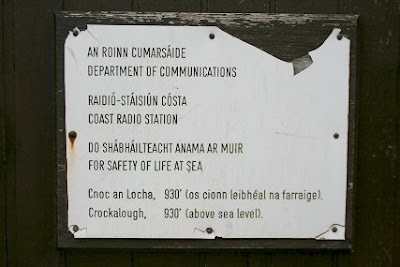 AN ROINN CUMARSÁIDE
DEPARTMENT OF COMMUNICATIONS
RAIDIÓ-STÁISIÚN CÓSTA
COAST RADIO STATION
DO SHÁBHÁILTEACHT ANAMA AR MUIR
FOR SAFETY OF LIFE AT SEA
Cnoc an Locha, 930' (os cionn leibhéal na farraige).
Crockalough, 930' (above sea level).